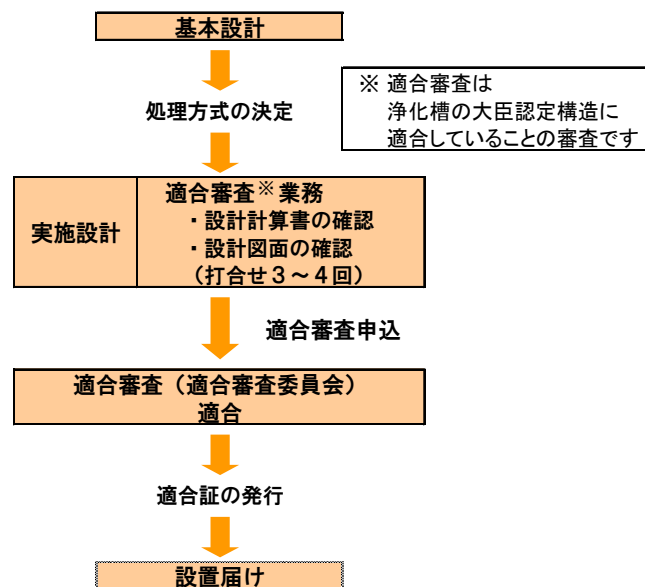 基本設計
処理方式の決定
※ 適合審査は
浄化槽の大臣認定構造に
適合していることの審査です
実施設計
適合審査※業務
・設計計算書の確認
・設計図面の確認
（打合せ３～４回）
適合審査申込
適合審査（適合審査委員会）
適合
適合証の発行
設置届け